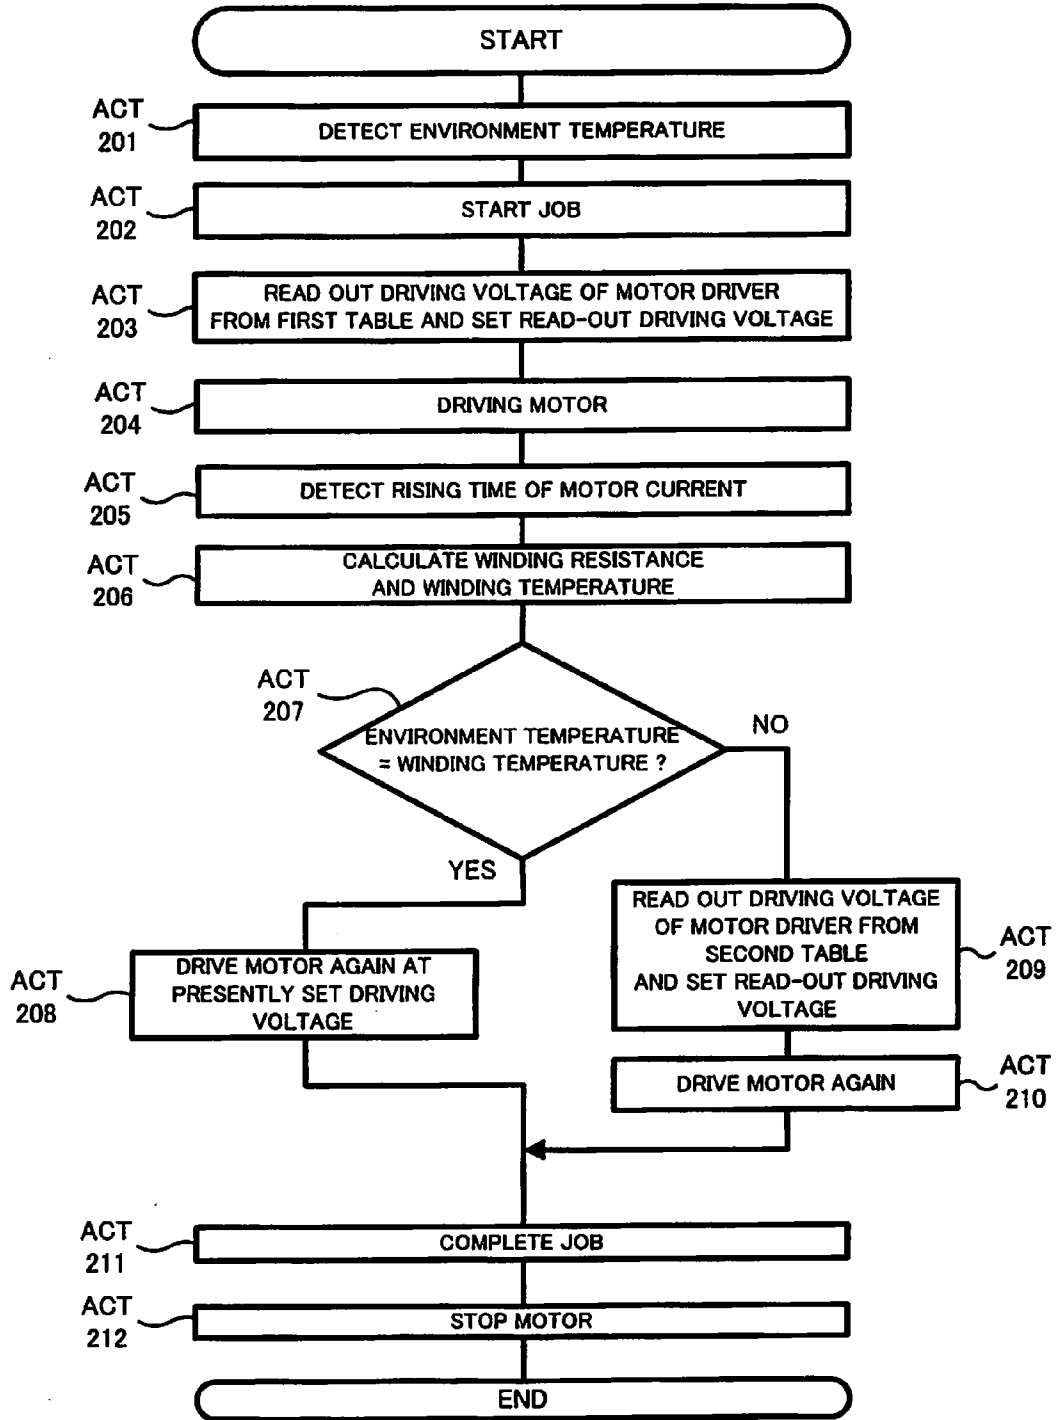 START
ACT
201
DETECT ENVIRONMENT TEMPERATURE
ACT
202
START JOB
ACT
203
READ OUT DRIVING VOLTAGE OF MOTOR DRIVER
FROM FIRST TABLE AND SET READ-OUT DRIVING VOLTAGE
ACT
204
DRIVING MOTOR
ACT
205
DETECT RISING TIME OF MOTOR CURRENT
ACT
206
CALCULATE WINDING RESISTANCE
AND WINDING TEMPERATURE
ACT
207
ENVIRONMENT TEMPERATURE
= WINDING TEMPERATURE ?
NO
YES
ACT
208
DRIVE MOTOR AGAIN AT
PRESENTLY SET DRIVING
VOLTAGE
READ OUT DRIVING VOLTAGE
OF MOTOR DRIVER FROM
SECOND TABLE
AND SET READ-OUT DRIVING
VOLTAGE
ACT
209
DRIVE MOTOR AGAIN
ACT
210
ACT
211
COMPLETE JOB
ACT
212
STOP MOTOR
END